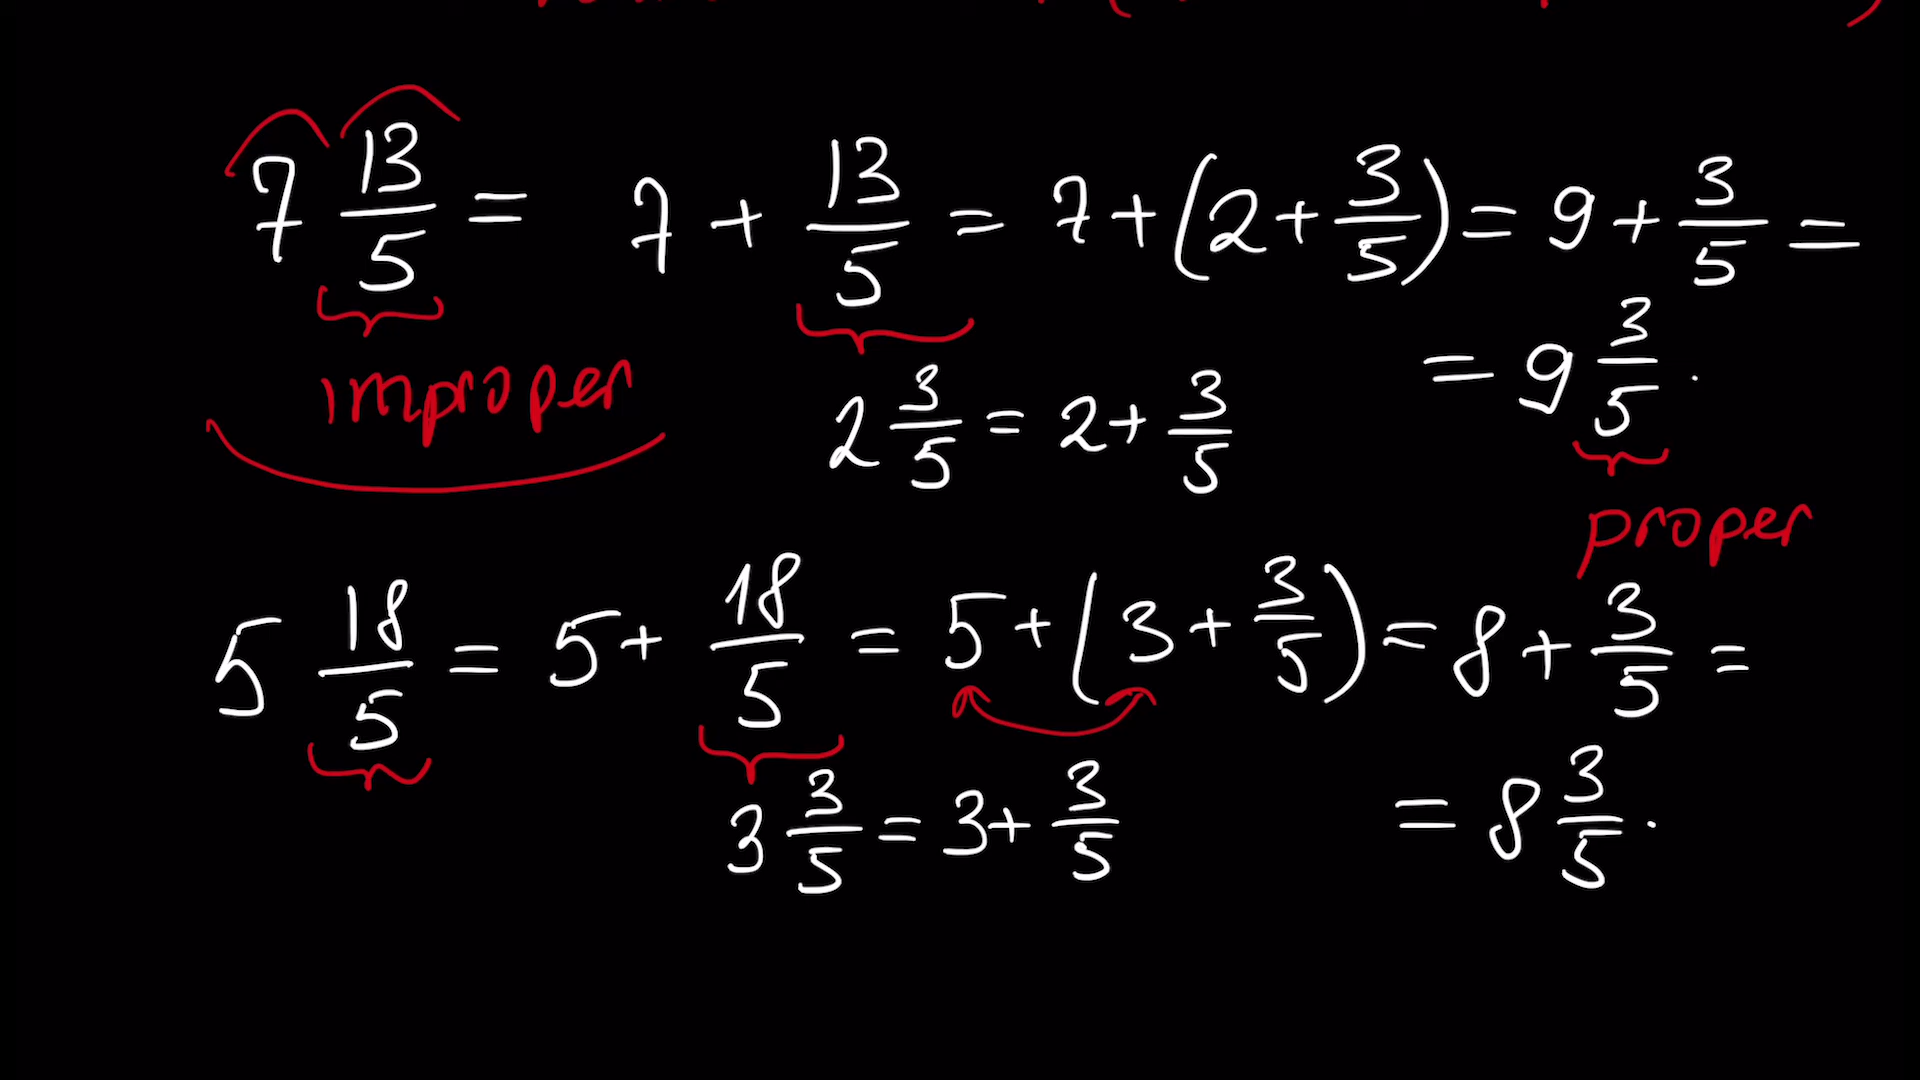 7 13/5 = 7 + 13/5 = 7 + (2 + 3/5) = 9 + 3/5 =
= 9 3/5 .
improper
2 3/5 = 2 + 3/5
proper
5 18/5 = 5 + 18/5 = 5 + (3 + 3/5) = 8 + 3/5 =
3 3/5 = 3 + 3/5
= 8 3/5 .